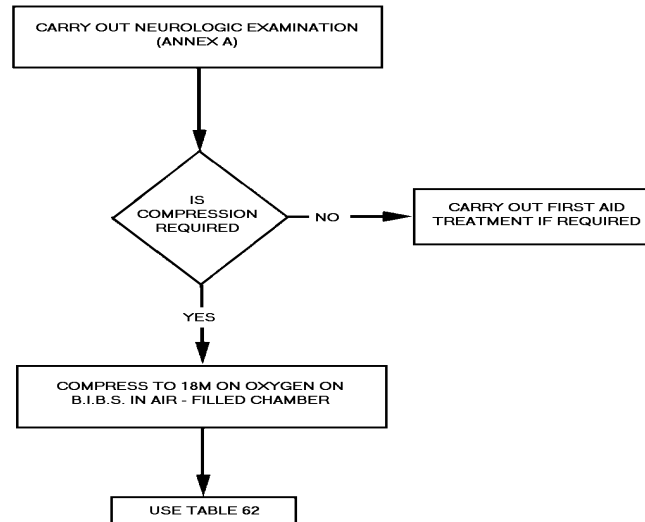 CARRY OUT NEUROLOGIC EXAMINATION
(ANNEX A)
IS
COMPRESSION
REQUIRED
NO
CARRY OUT FIRST AID
TREATMENT IF REQUIRED
YES
COMPRESS TO 18M ON OXYGEN ON
B.I.B.S. IN AIR - FILLED CHAMBER
USE TABLE 62